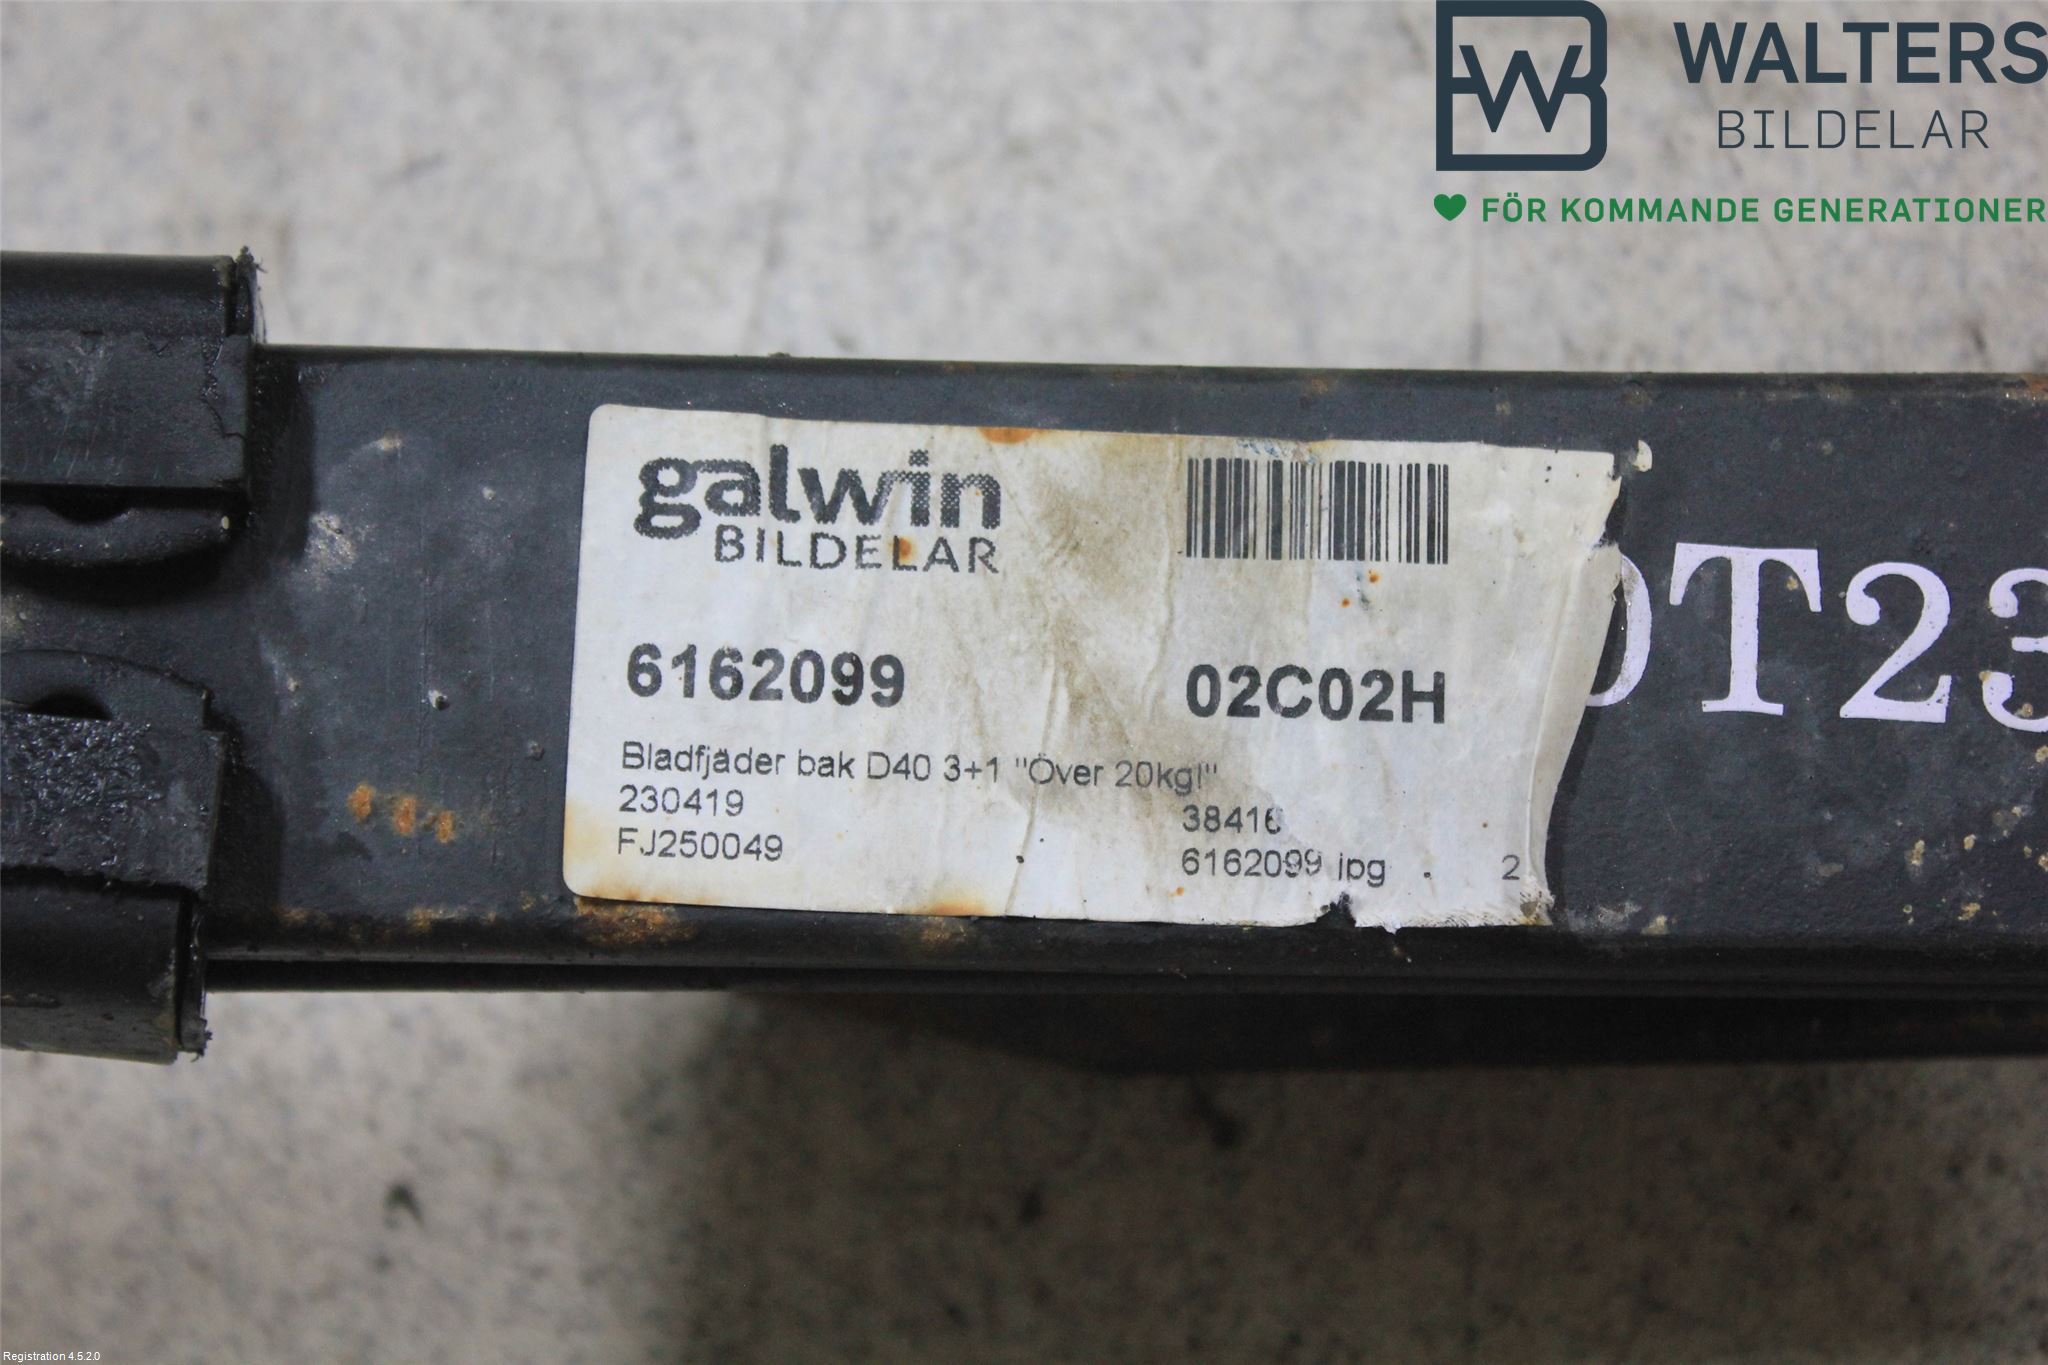 WALTERS
BILDELAR
FÖR KOMMANDE GENERATIONER
galwin
BILDELAR
6162099 02C02H
Bladfjäder bak D40 3+1 "Över 20kg!"
230419 38416
FJ250049 6162099.jpg 2
T23
Registration 4.5.2.0